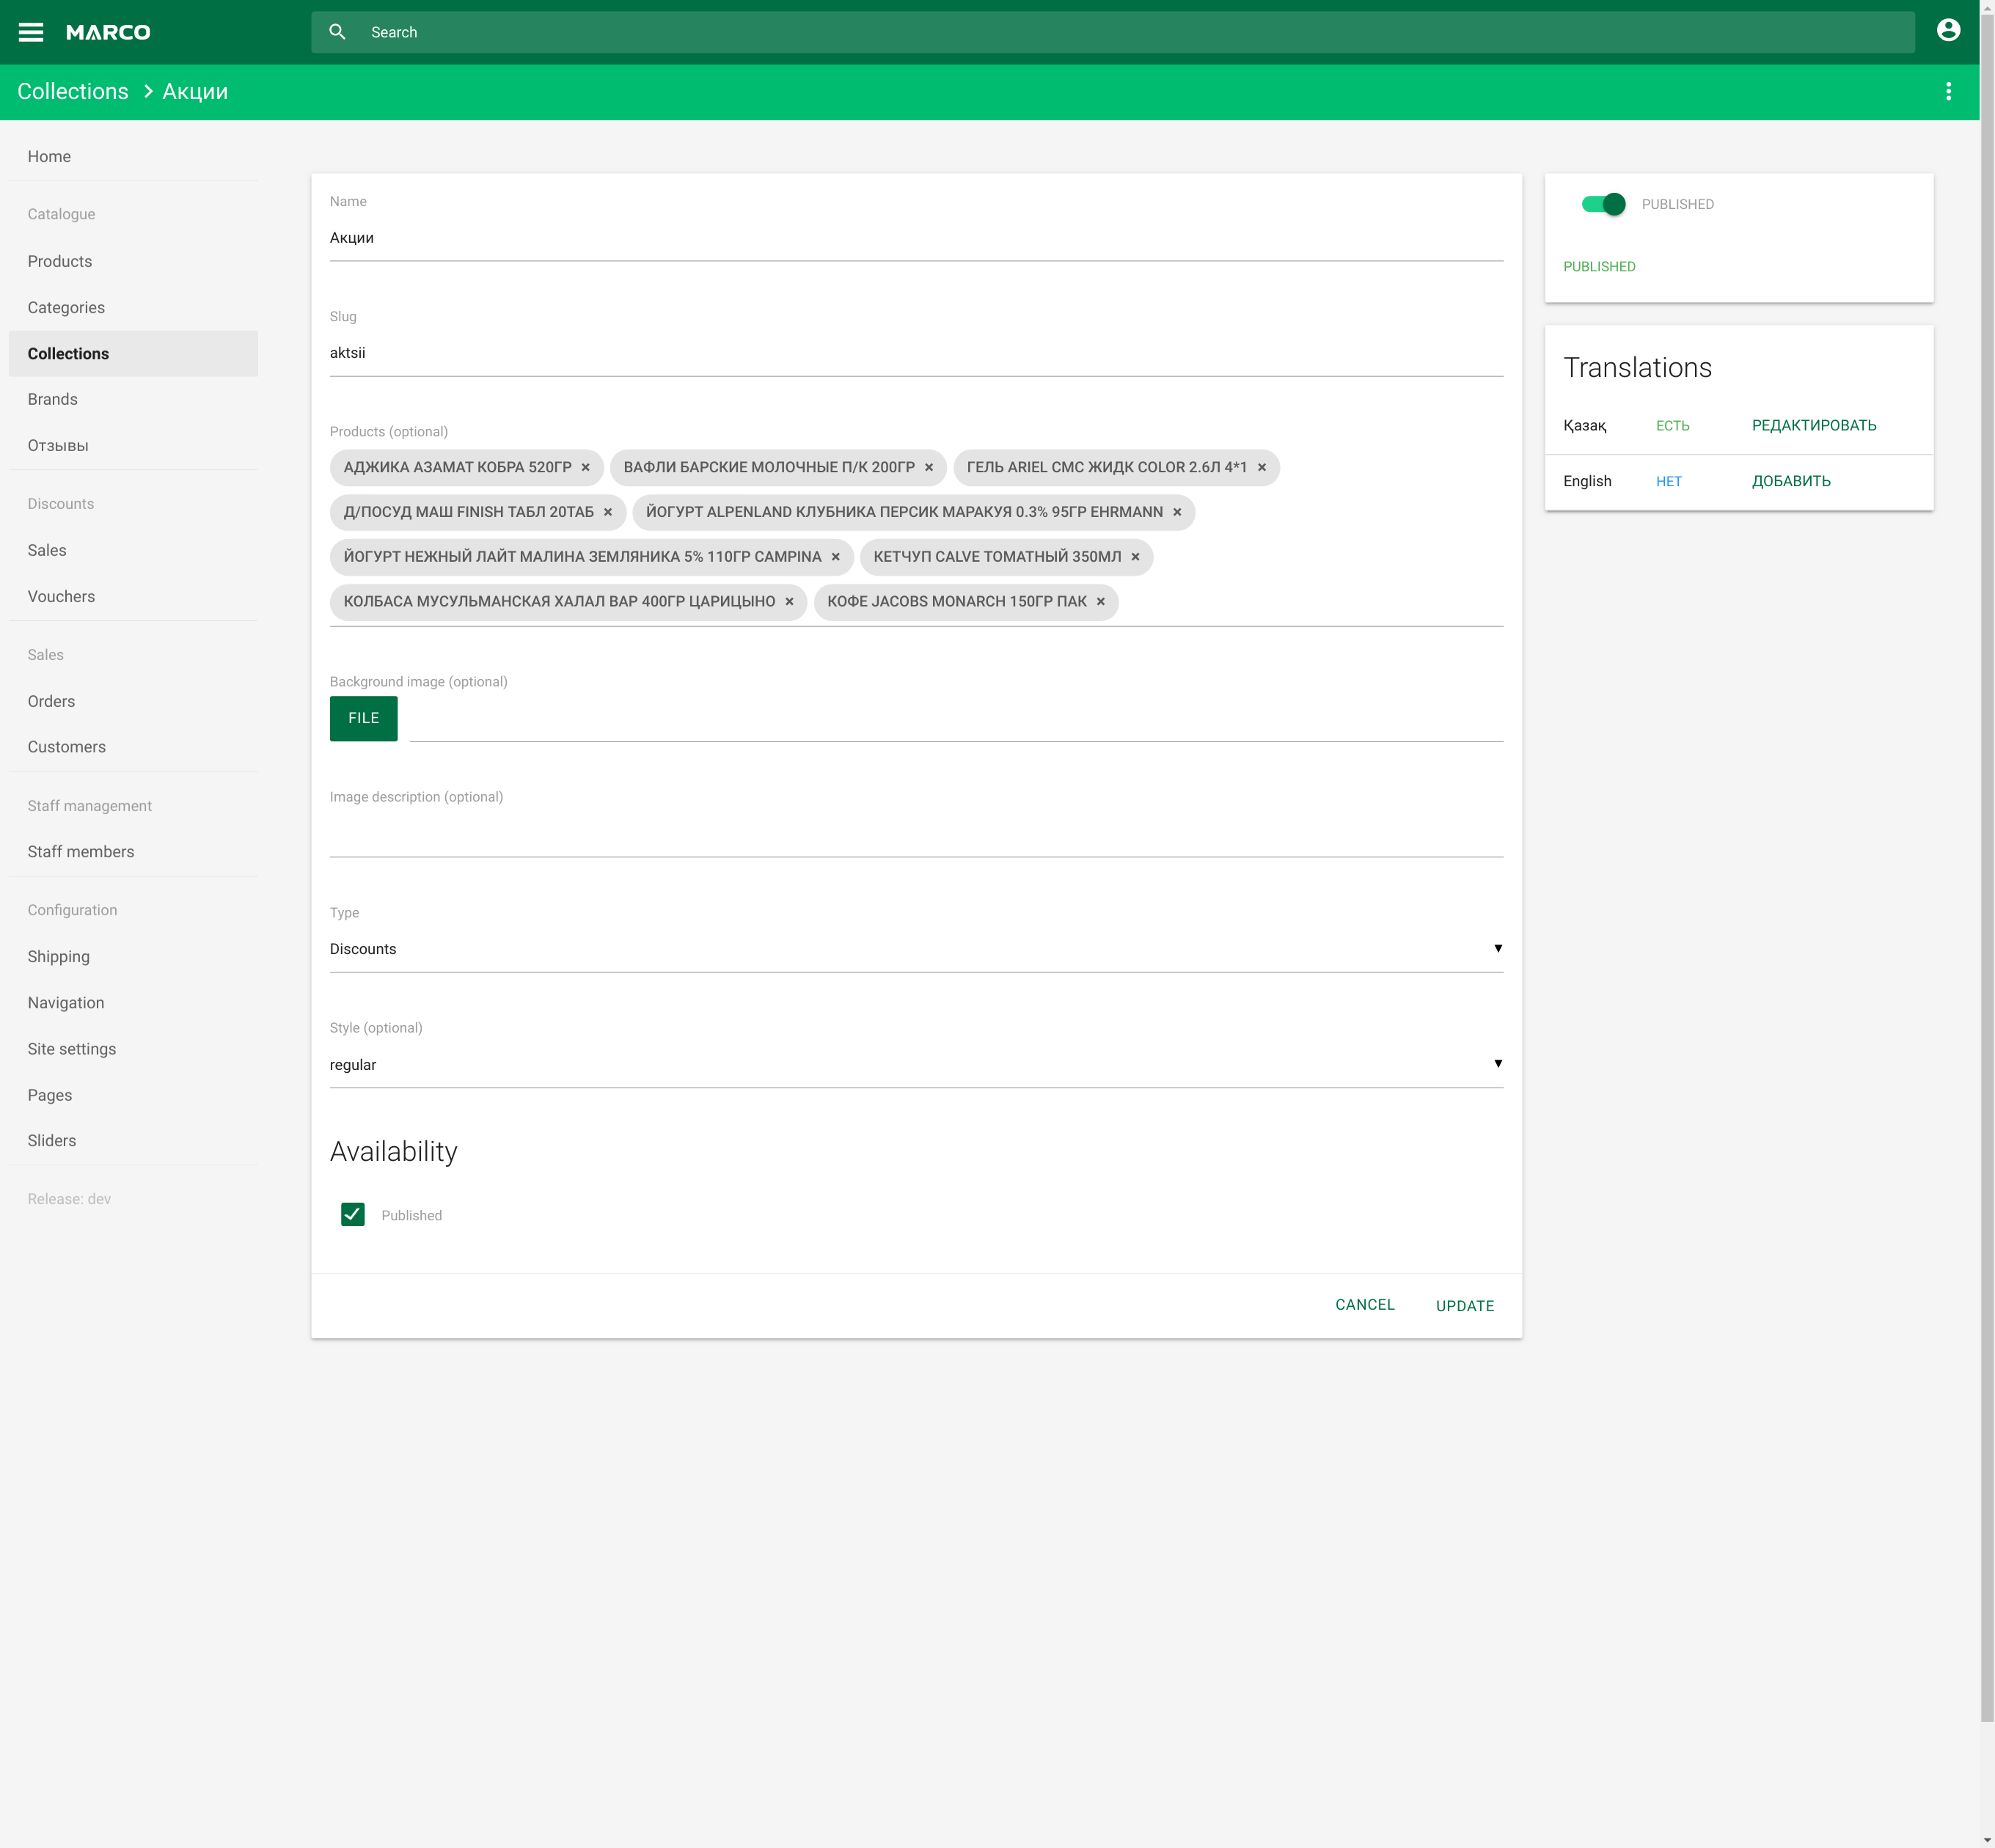 MARCO
Search
Collections > Акции
Home
Catalogue
Products
Categories
Collections
Brands
Отзывы
Discounts
Sales
Vouchers
Sales
Orders
Customers
Staff management
Staff members
Configuration
Shipping
Navigation
Site settings
Pages
Sliders
Release: dev
Name
Акции
Slug
aktsii
Products (optional)
АДЖИКА АЗАМАТ КОБРА 520ГР × ВАФЛИ БАРСКИЕ МОЛОЧНЫЕ П/К 200ГР × ГЕЛЬ ARIEL СМС ЖИДК COLOR 2.6Л 4*1 ×
Д/ПОСУД МАШ FINISH ТАБЛ 20ТАБ × ЙОГУРТ ALPENLAND КЛУБНИКА ПЕРСИК МАРАКУЯ 0.3% 95ГР EHRMANN ×
ЙОГУРТ НЕЖНЫЙ ЛАЙТ МАЛИНА ЗЕМЛЯНИКА 5% 110ГР CAMPINA × КЕТЧУП CALVE ТОМАТНЫЙ 350МЛ ×
КОЛБАСА МУСУЛЬМАНСКАЯ ХАЛАЛ ВАР 400ГР ЦАРИЦЫНО × КОФЕ JACOBS MONARCH 150ГР ПАК ×
Background image (optional)
FILE
Image description (optional)
Type
Discounts
Style (optional)
regular
Availability
Published
CANCEL UPDATE
PUBLISHED
PUBLISHED
Translations
Қазақ ЕСТЬ РЕДАКТИРОВАТЬ
English НЕТ ДОБАВИТЬ